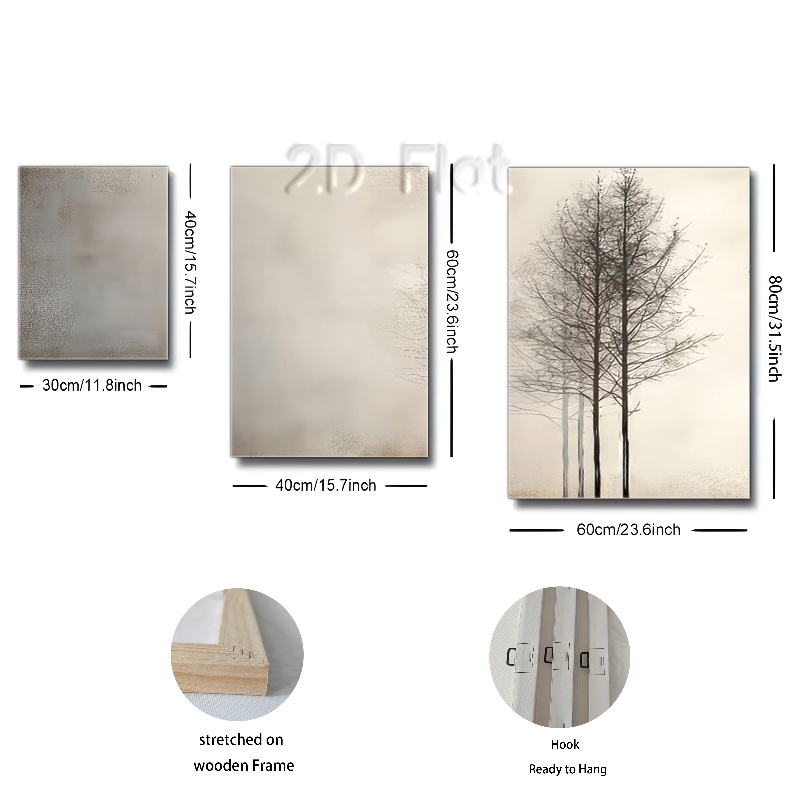 2D Flat
40cm/15.7inch
30cm/11.8inch
60cm/23.6inch
40cm/15.7inch
80cm/31.5inch
60cm/23.6inch
stretched on
wooden Frame
Hook
Ready to Hang